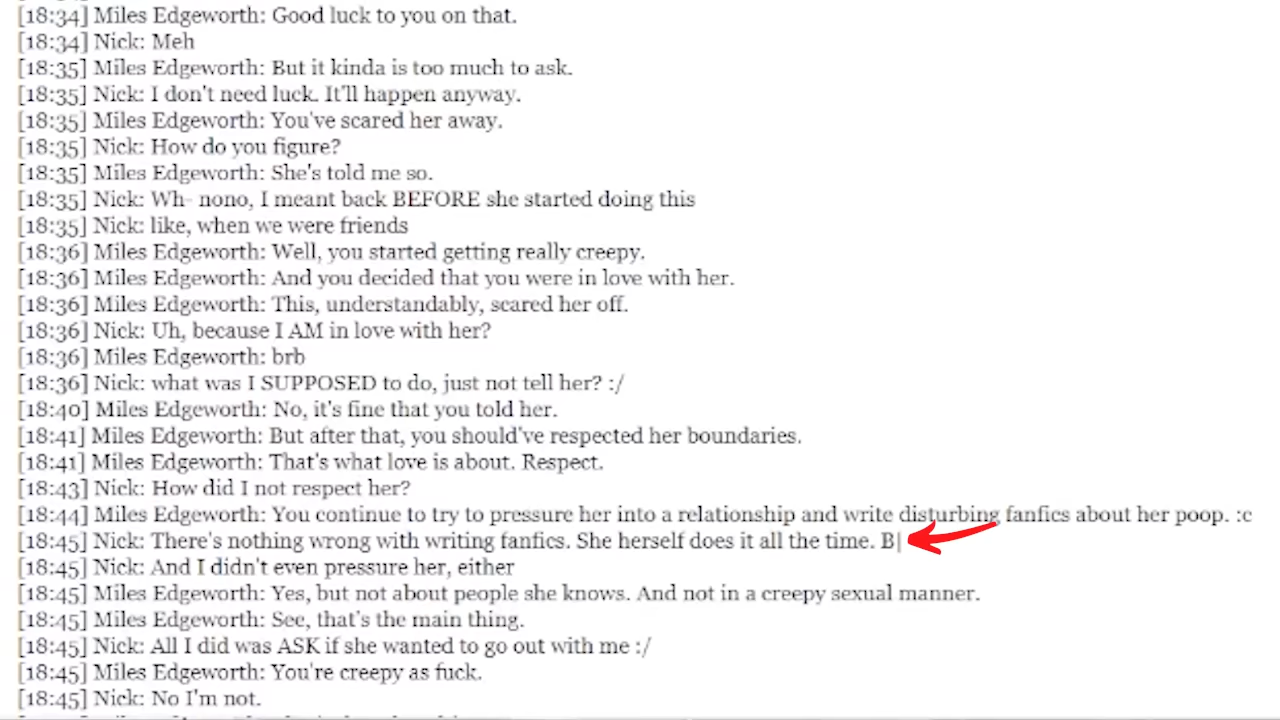 [18:34] Miles Edgeworth: Good luck to you on that.
[18:34] Nick: Meh
[18:35] Miles Edgeworth: But it kinda is too much to ask.
[18:35] Nick: I don't need luck. It'll happen anyway.
[18:35] Miles Edgeworth: You've scared her away.
[18:35] Nick: How do you figure?
[18:35] Miles Edgeworth: She's told me so.
[18:35] Nick: Wh- nono, I meant back BEFORE she started doing this
[18:35] Nick: like, when we were friends
[18:36] Miles Edgeworth: Well, you started getting really creepy.
[18:36] Miles Edgeworth: And you decided that you were in love with her.
[18:36] Miles Edgeworth: This, understandably, scared her off.
[18:36] Nick: Uh, because I AM in love with her?
[18:36] Miles Edgeworth: brb
[18:36] Nick: what was I SUPPOSED to do, just not tell her? :/
[18:40] Miles Edgeworth: No, it's fine that you told her.
[18:41] Miles Edgeworth: But after that, you should've respected her boundaries.
[18:41] Miles Edgeworth: That's what love is about. Respect.
[18:43] Nick: How did I not respect her?
[18:44] Miles Edgeworth: You continue to try to pressure her into a relationship and write disturbing fanfics about her poop. :c
[18:45] Nick: There's nothing wrong with writing fanfics. She herself does it all the time. B|
[18:45] Nick: And I didn't even pressure her, either
[18:45] Miles Edgeworth: Yes, but not about people she knows. And not in a creepy sexual manner.
[18:45] Miles Edgeworth: See, that's the main thing.
[18:45] Nick: All I did was ASK if she wanted to go out with me :/
[18:45] Miles Edgeworth: You're creepy as fuck.
[18:45] Nick: No I'm not.